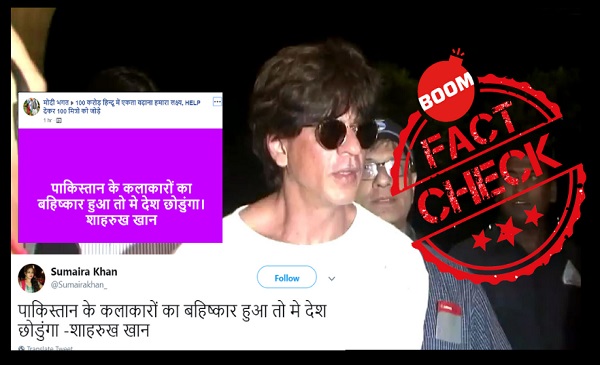 मोदी भगत ▸ 100 करोड़ हिन्दू में एकता बढ़ाना हमारा लक्ष्य, HELP
देकर 100 मित्रो को जोड़े
1 hr
पाकिस्तान के कलाकारों का
बहिष्कार हुआ तो मे देश छोडुंगा।
शाहरुख खान
BOOM
FACT
CHECK
Sumaira Khan
@Sumairakhan_
Follow
पाकिस्तान के कलाकारों का बहिष्कार हुआ तो मे देश
छोडुंगा -शाहरुख खान
Translate Tweet